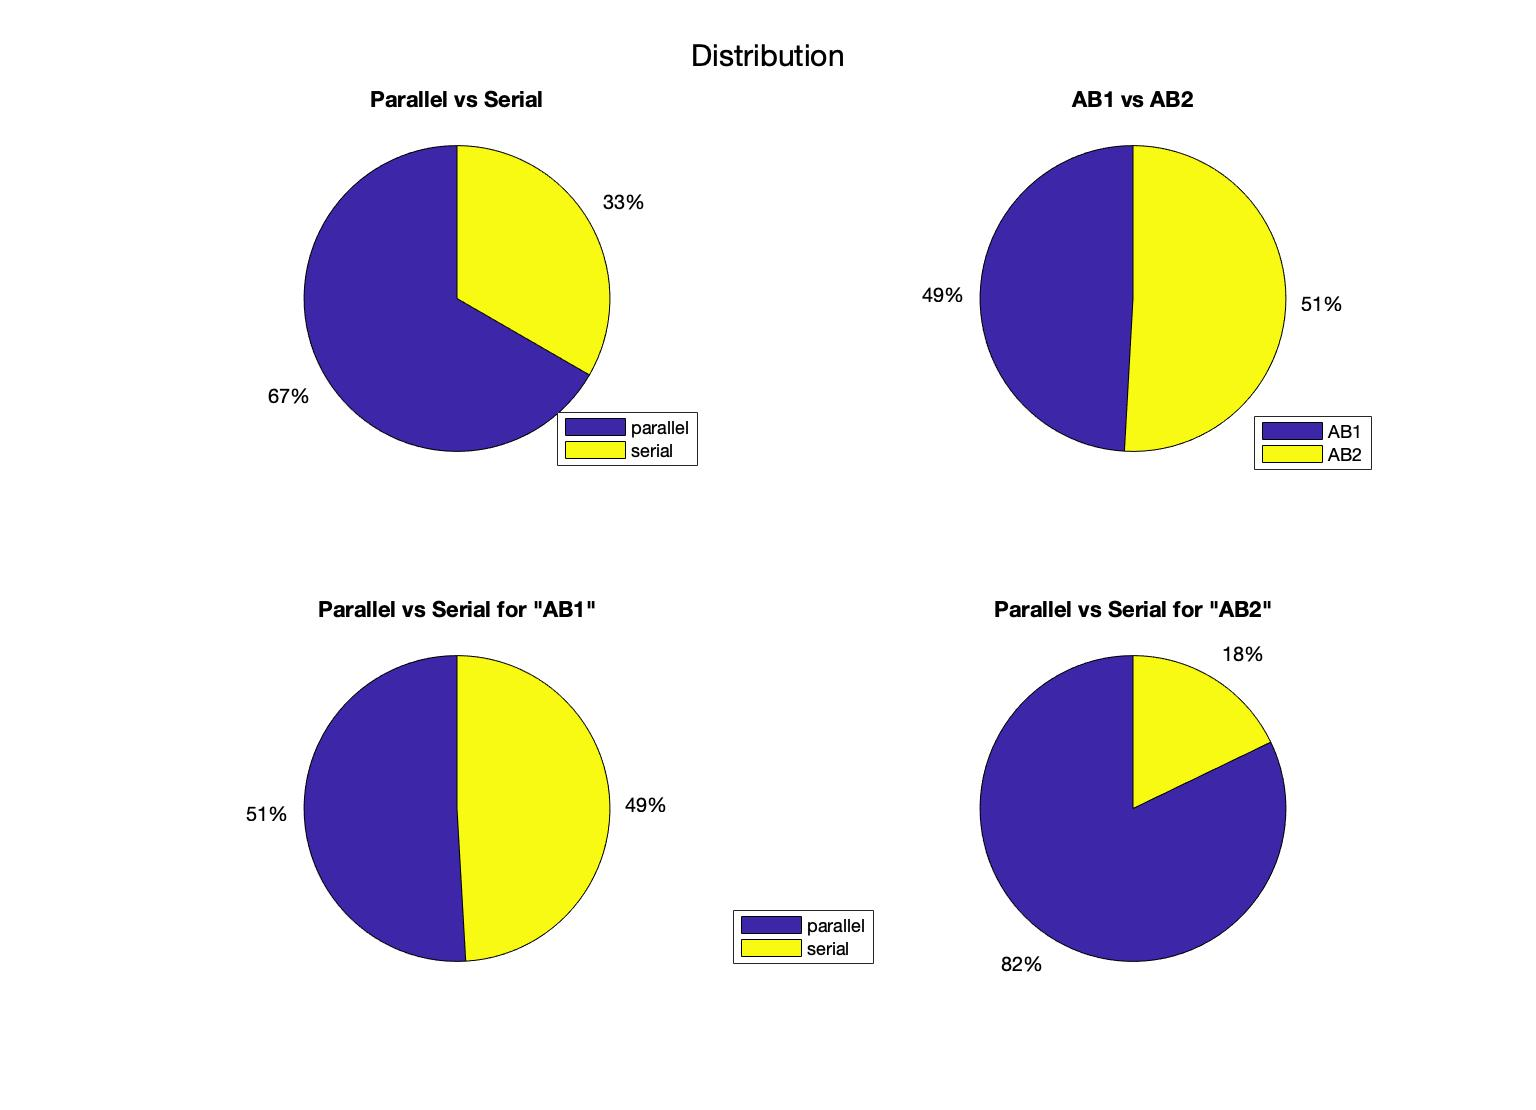 Distribution
Parallel vs Serial
33%
67%
parallel
serial
AB1 vs AB2
49%
51%
AB1
AB2
Parallel vs Serial for "AB1"
51%
49%
parallel
serial
Parallel vs Serial for "AB2"
18%
82%